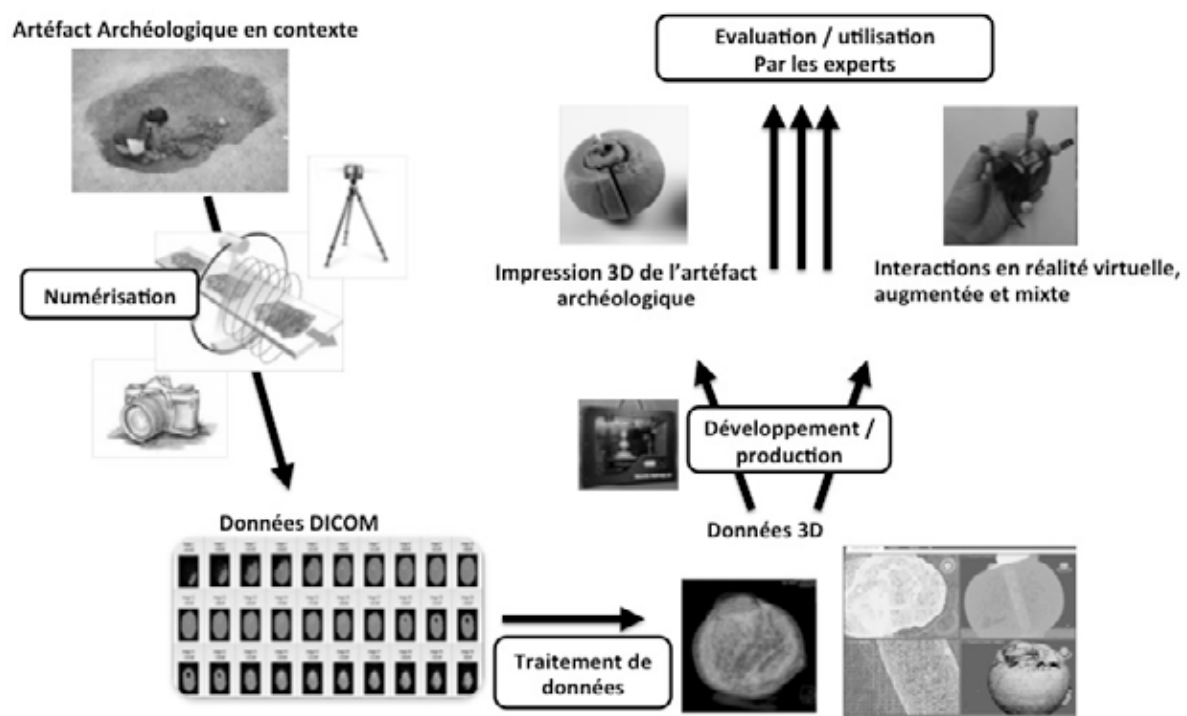 Artéfact Archéologique en contexte
Numérisation
Données DICOM
Traitement de
données
Données 3D
Développement /
production
Impression 3D de l'artéfact
archéologique
Interactions en réalité virtuelle,
augmentée et mixte
Evaluation / utilisation
Par les experts